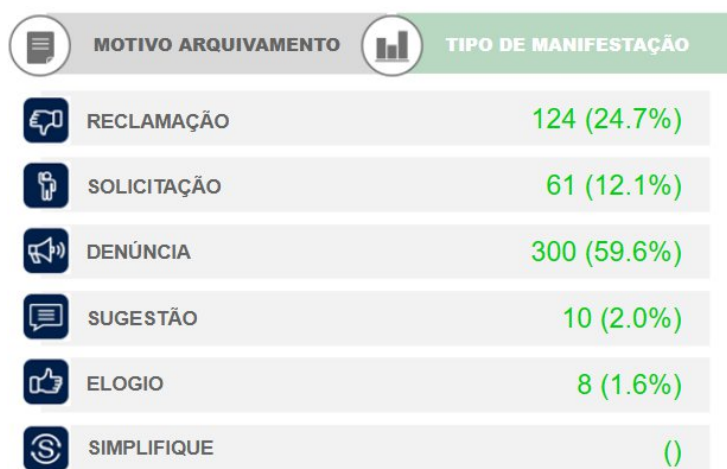 MOTIVO ARQUIVAMENTO TIPO DE MANIFESTAÇÃO
RECLAMAÇÃO 124 (24.7%)
SOLICITAÇÃO 61 (12.1%)
DENÚNCIA 300 (59.6%)
SUGESTÃO 10 (2.0%)
ELOGIO 8 (1.6%)
SIMPLIFIQUE ()